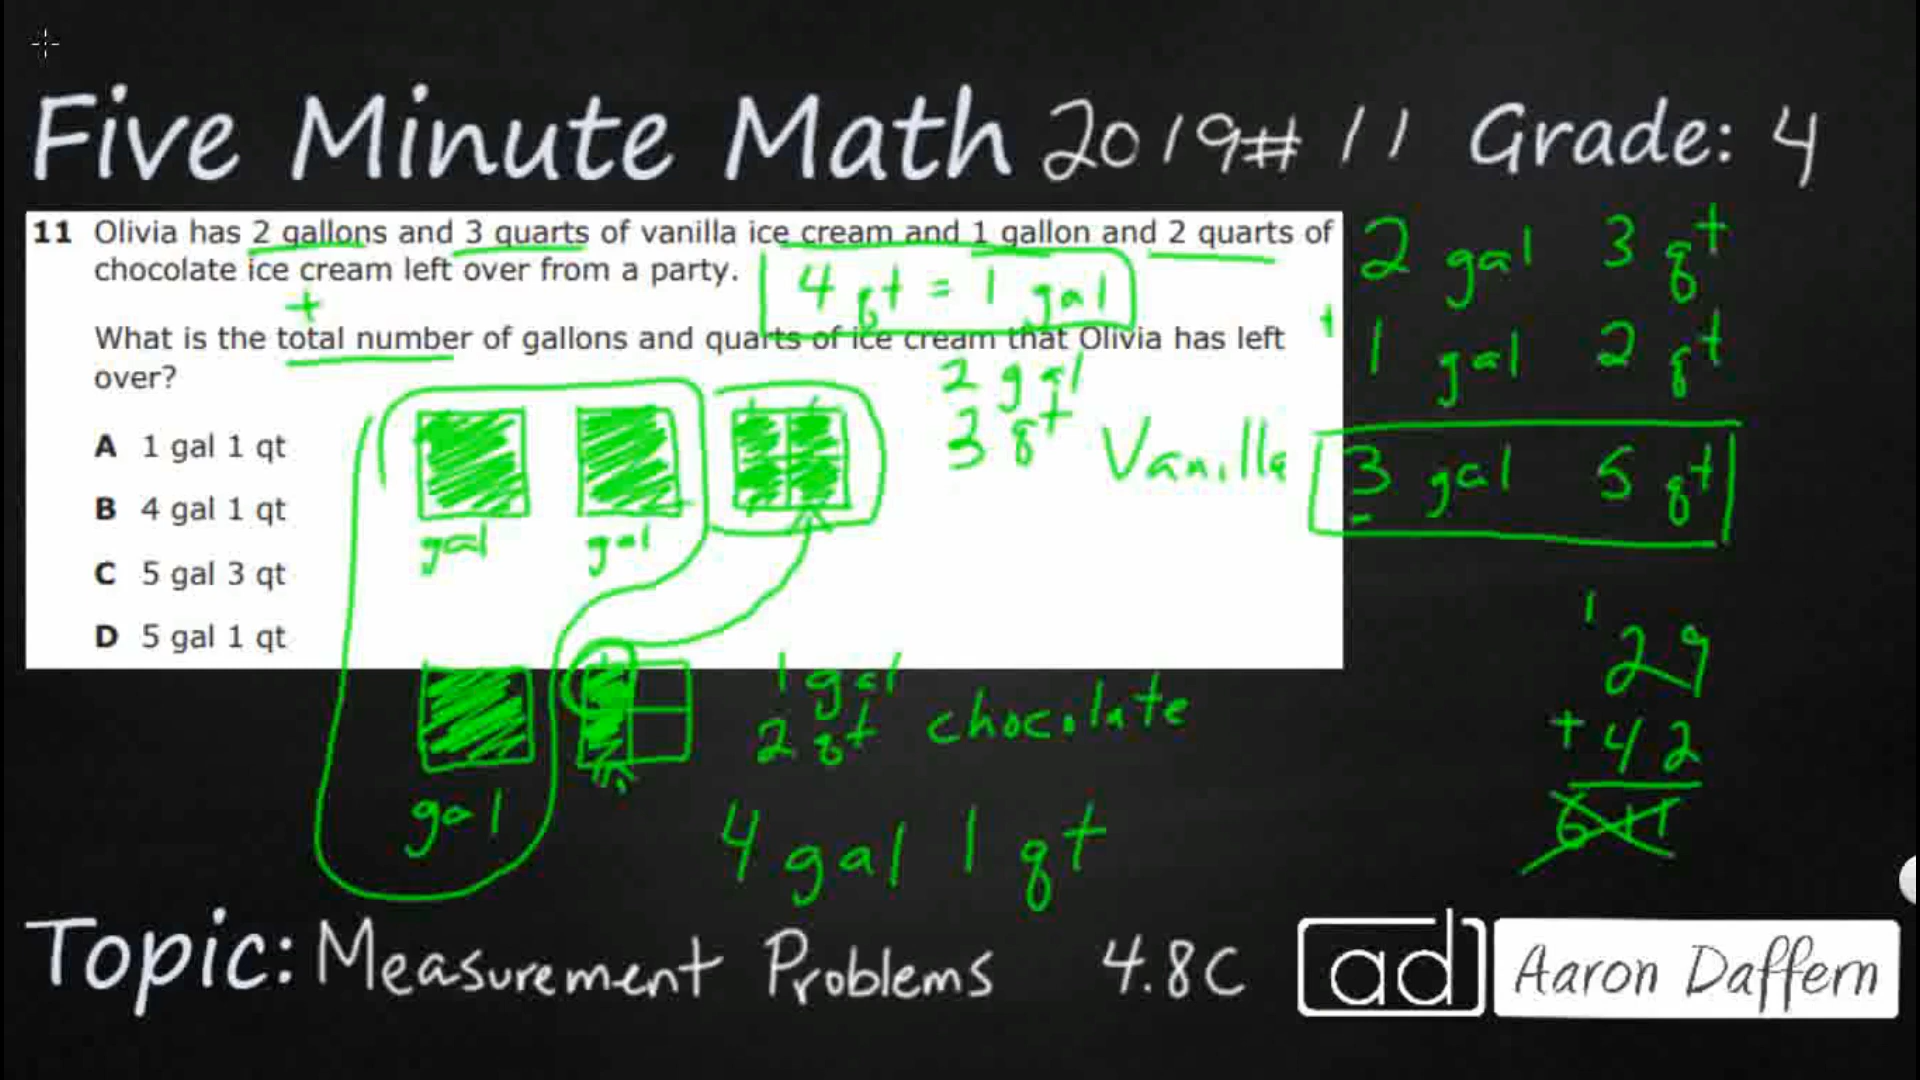 Five Minute Math 2019# 11 Grade: 4
11 Olivia has 2 gallons and 3 quarts of vanilla ice cream and 1 gallon and 2 quarts of
chocolate ice cream left over from a party.
4 qt = 1 gal
+
What is the total number of gallons and quarts of ice cream that Olivia has left
over?
A 1 gal 1 qt
B 4 gal 1 qt
C 5 gal 3 qt
D 5 gal 1 qt
gal gal
2 gal
3 qt Vanilla
gal
1 gal
2 qt chocolate
4 gal 1 qt
2 gal 3 qt
+ 1 gal 2 qt
3 gal 5 qt
1
29
+ 42
611
Topic: Measurement Problems 4.8C
ad Aaron Daffern